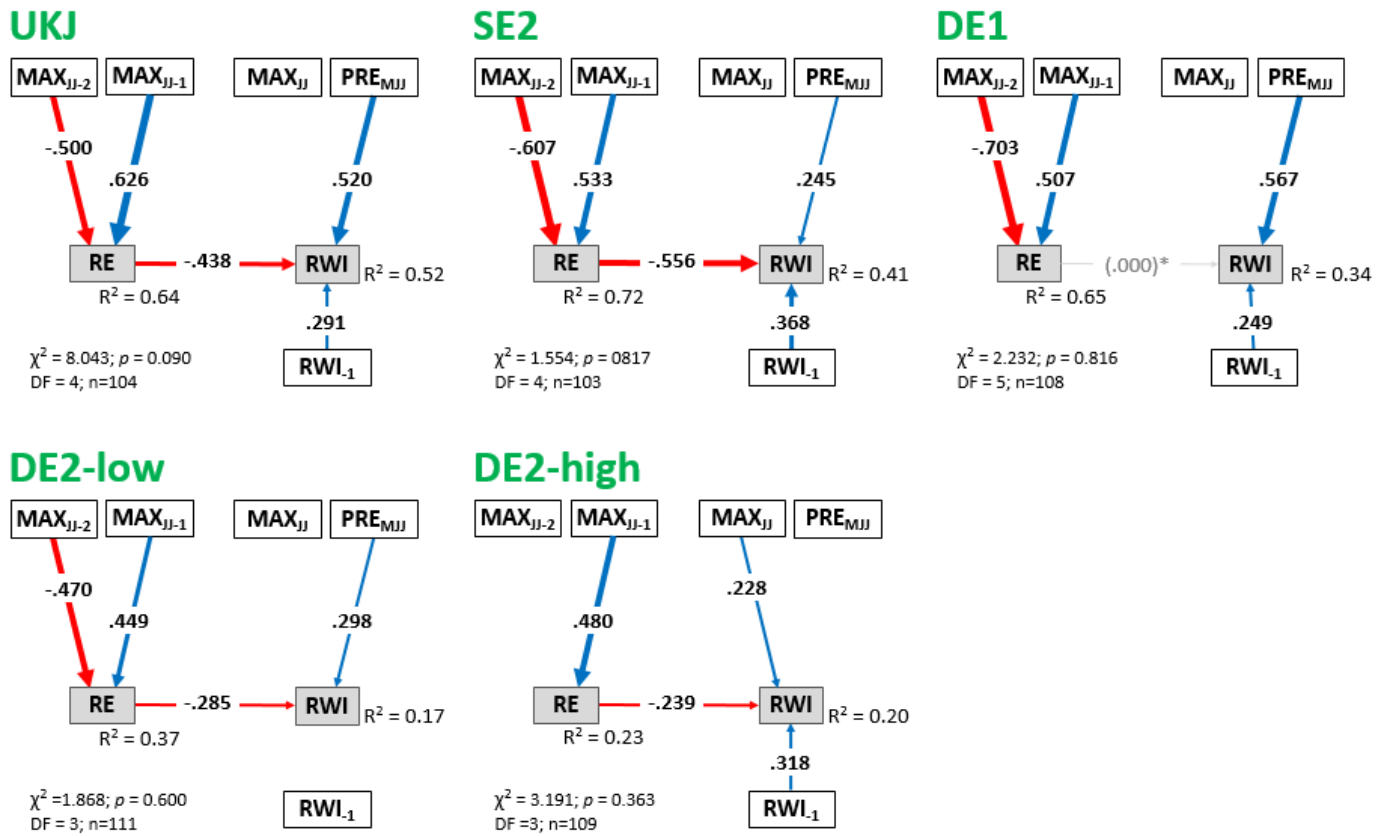 UKJ
MAXJJ-2 MAXJJ-1 MAXJJ PREMJJ
-.500
.626 .520
RE -.438 RWI
R² = 0.64 R² = 0.52
.291
RWI-1
χ² = 8.043; p = 0.090
DF = 4; n=104
SE2
MAXJJ-2 MAXJJ-1 MAXJJ PREMJJ
-.607
.533 .245
RE -.556 RWI
R² = 0.72 R² = 0.41
.368
RWI-1
χ² = 1.554; p = 0817
DF = 4; n=103
DE1
MAXJJ-2 MAXJJ-1 MAXJJ PREMJJ
-.703
.507 .567
RE (.000)* RWI
R² = 0.65 R² = 0.34
.249
RWI-1
χ² = 2.232; p = 0.816
DF = 5; n=108
DE2-low
MAXJJ-2 MAXJJ-1 MAXJJ PREMJJ
-.470
.449 .298
RE -.285 RWI
R² = 0.37 R² = 0.17
RWI-1
χ² =1.868; p = 0.600
DF = 3; n=111
DE2-high
MAXJJ-2 MAXJJ-1 MAXJJ PREMJJ
.228
.480
RE -.239 RWI
R² = 0.23 R² = 0.20
.318
RWI-1
χ² = 3.191; p = 0.363
DF =3; n=109